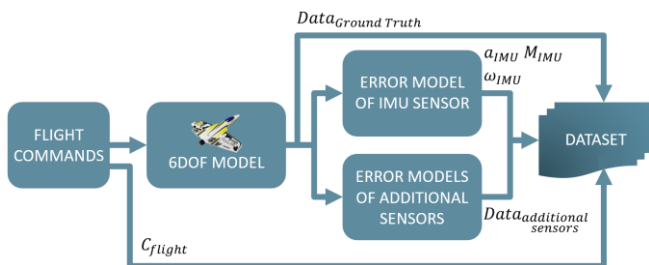 Data_Ground Truth
a_IMU M_IMU
ω_IMU
ERROR MODEL
OF IMU SENSOR
FLIGHT
COMMANDS
6DOF MODEL
DATASET
ERROR MODELS
OF ADDITIONAL
SENSORS
Data_additional
sensors
C_flight